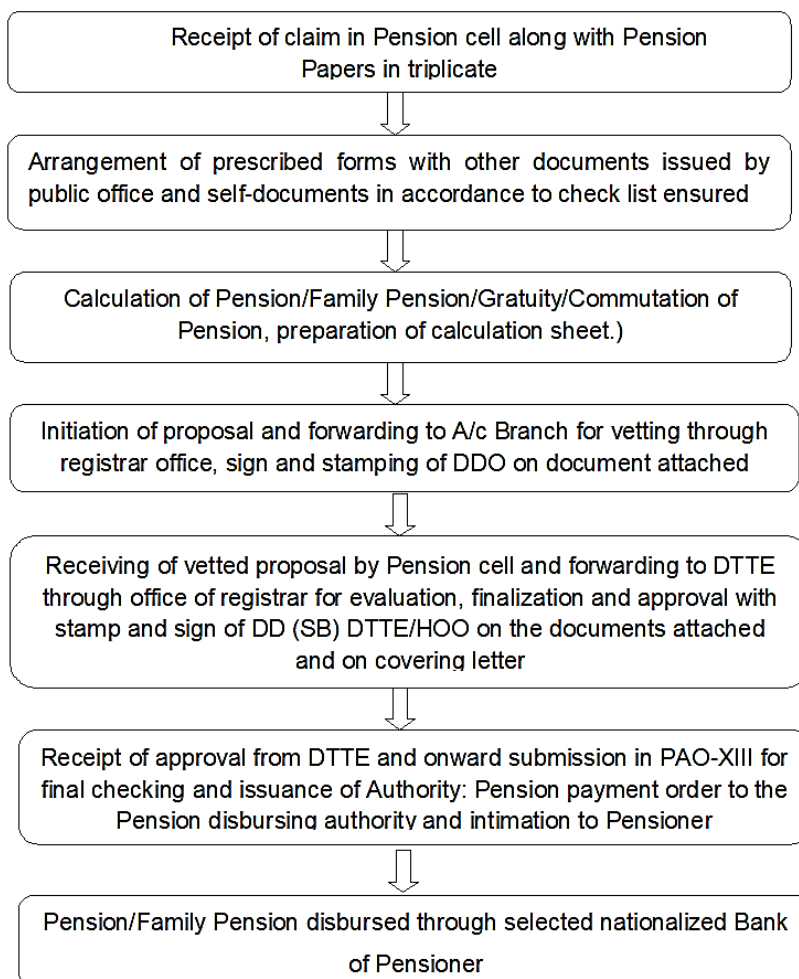 Receipt of claim in Pension cell along with Pension
Papers in triplicate
Arrangement of prescribed forms with other documents issued by
public office and self-documents in accordance to check list ensured
Calculation of Pension/Family Pension/Gratuity/Commutation of
Pension, preparation of calculation sheet.)
Initiation of proposal and forwarding to A/c Branch for vetting through
registrar office, sign and stamping of DDO on document attached
Receiving of vetted proposal by Pension cell and forwarding to DTTE
through office of registrar for evaluation, finalization and approval with
stamp and sign of DD (SB) DTTE/HOO on the documents attached
and on covering letter
Receipt of approval from DTTE and onward submission in PAO-XIII for
final checking and issuance of Authority: Pension payment order to the
Pension disbursing authority and intimation to Pensioner
Pension/Family Pension disbursed through selected nationalized Bank
of Pensioner